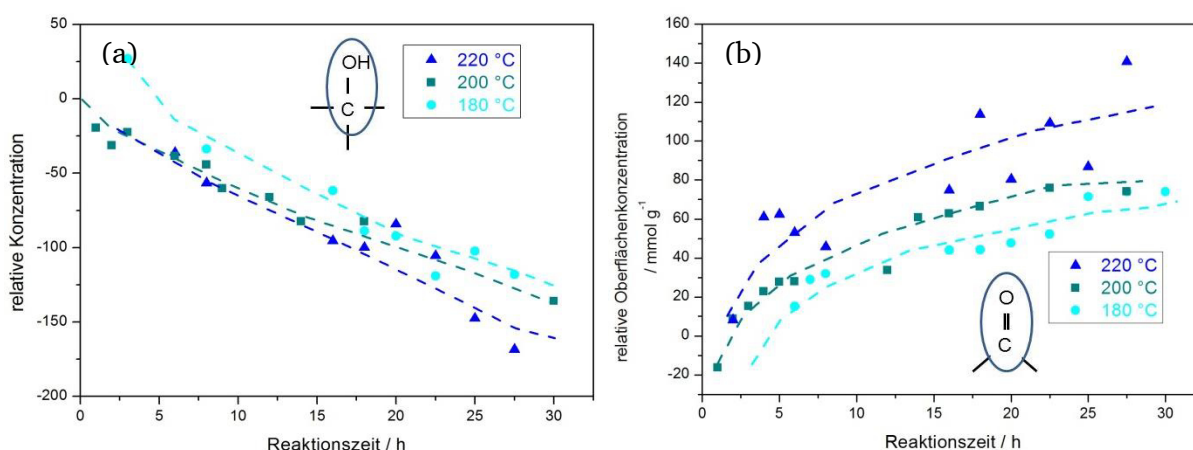 (a)
OH
C
220 °C
200 °C
180 °C
50
0
-50
-100
-150
-200
relative Konzentration
0 5 10 15 20 25 30
Reaktionszeit / h
(b)
160
140
120
100
80
60
40
20
0
-20
relative Oberflächenkonzentration
/ mmol g⁻¹
220 °C
200 °C
180 °C
O
C
0 5 10 15 20 25 30
Reaktionszeit / h